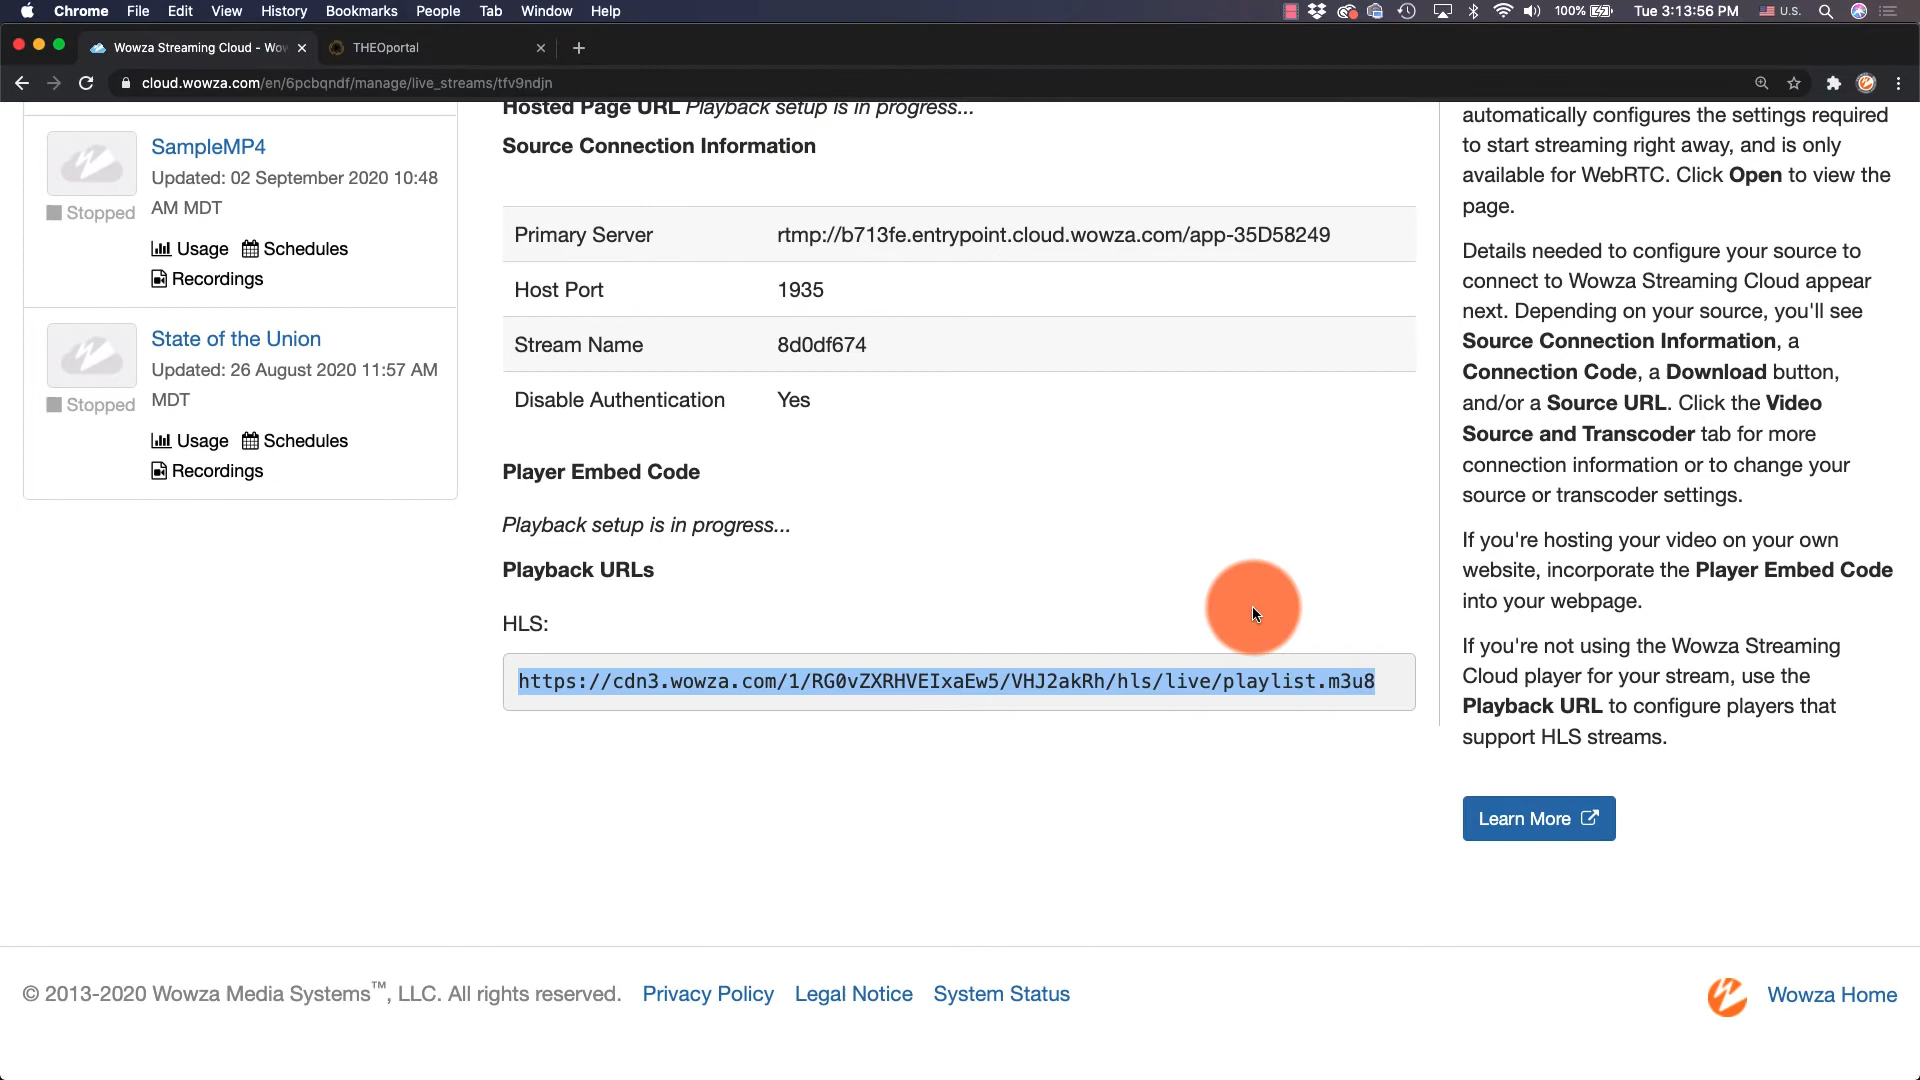 Chrome File Edit View History Bookmarks People Tab Window Help 100% Tue 3:13:56 PM U.S.
Wowza Streaming Cloud - Wow THEOportal
cloud.wowza.com/en/6pcbqndf/manage/live_streams/tfv9ndjn
SampleMP4
Updated: 02 September 2020 10:48
AM MDT
Stopped
Usage Schedules
Recordings
State of the Union
Updated: 26 August 2020 11:57 AM
MDT
Stopped
Usage Schedules
Recordings
Hosted Page URL Playback setup is in progress...
Source Connection Information
Primary Server rtmp://b713fe.entrypoint.cloud.wowza.com/app-35D58249
Host Port 1935
Stream Name 8d0df674
Disable Authentication Yes
Player Embed Code
Playback setup is in progress...
Playback URLs
HLS:
https://cdn3.wowza.com/1/RG0vZXRHVEIxaEw5/VHJ2akRh/hls/live/playlist.m3u8
automatically configures the settings required
to start streaming right away, and is only
available for WebRTC. Click Open to view the
page.
Details needed to configure your source to
connect to Wowza Streaming Cloud appear
next. Depending on your source, you'll see
Source Connection Information, a
Connection Code, a Download button,
and/or a Source URL. Click the Video
Source and Transcoder tab for more
connection information or to change your
source or transcoder settings.
If you're hosting your video on your own
website, incorporate the Player Embed Code
into your webpage.
If you're not using the Wowza Streaming
Cloud player for your stream, use the
Playback URL to configure players that
support HLS streams.
Learn More
© 2013-2020 Wowza Media Systems™, LLC. All rights reserved. Privacy Policy Legal Notice System Status Wowza Home